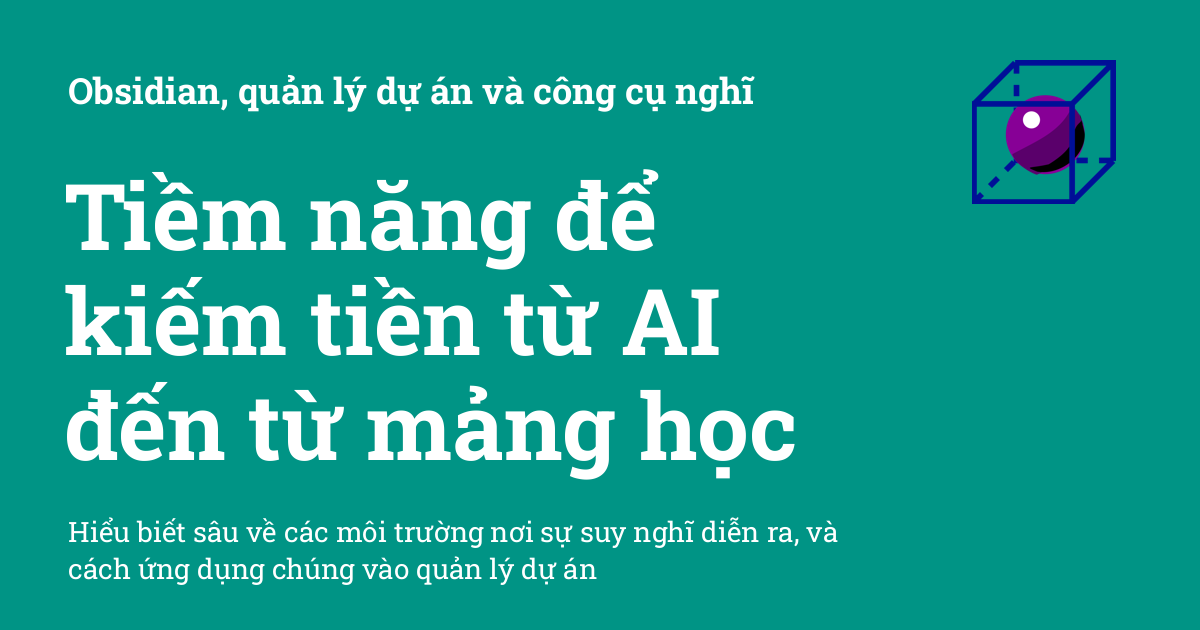 Obsidian, quản lý dự án và công cụ nghĩ
Tiềm năng để
kiếm tiền từ AI
đến từ mảng học
Hiểu biết sâu về các môi trường nơi sự suy nghĩ diễn ra, và
cách ứng dụng chúng vào quản lý dự án